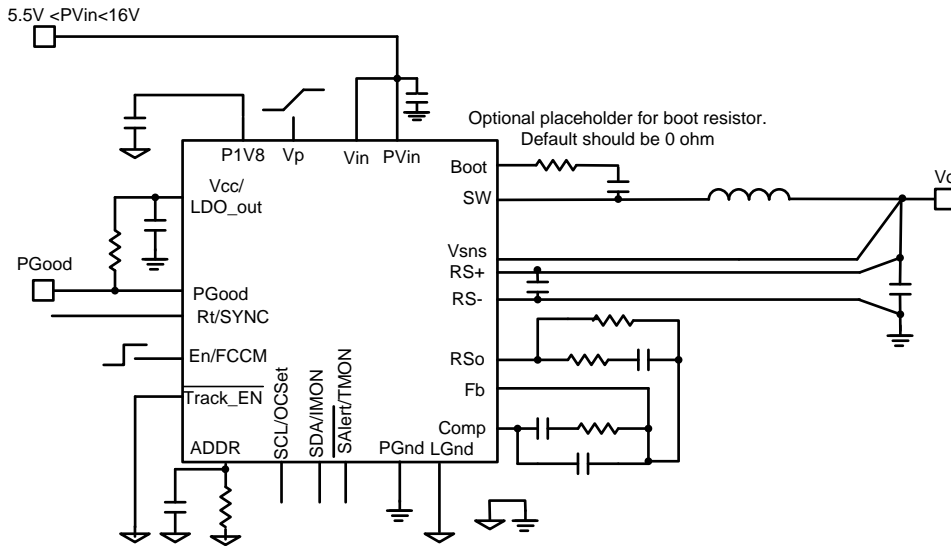 5.5V <PVin<16V
Optional placeholder for boot resistor.
Default should be 0 ohm
P1V8
Vp
Vin
PVin
Boot
Vcc/
LDO_out
SW
Vo
Vsns
RS+
RS-
PGood
PGood
Rt/SYNC
En/FCCM
RSo
Track_EN
Fb
Comp
ADDR
SCL/OCSet
SDA/IMON
SAlert/TMON
PGnd
LGnd